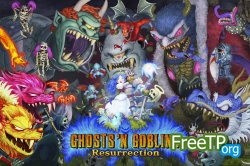 GHOSTS 'N GOBLINS
Resurrection
FreeTP
.org